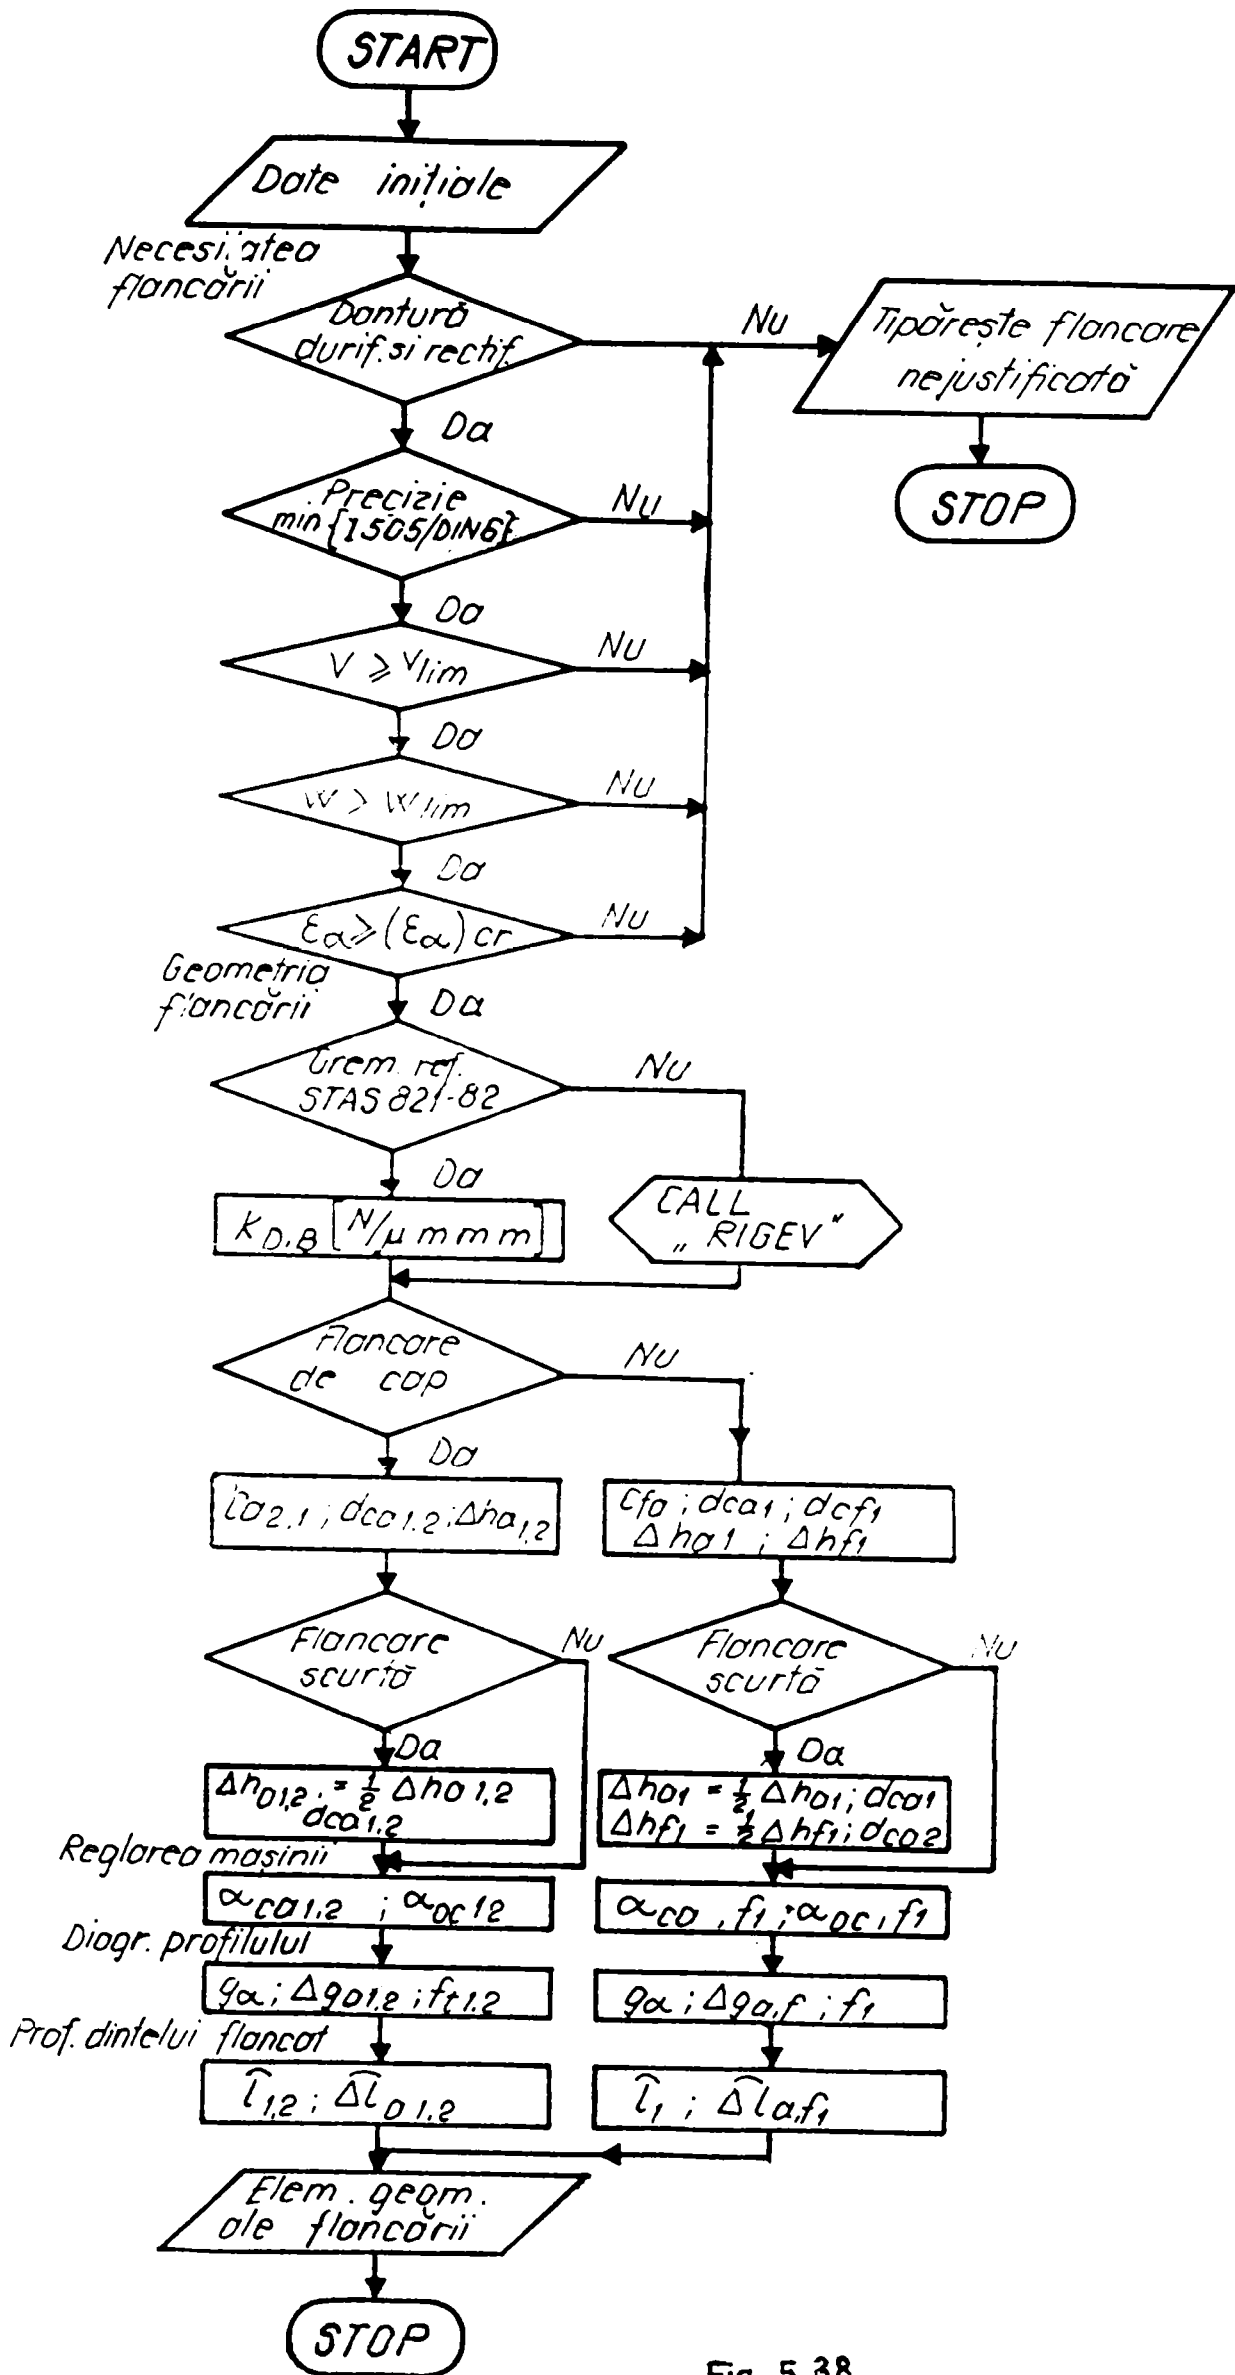 START
Date inițiale
Necesitatea
flancării
Dantură
durif. si rectif.
Nu
Tipărește flancare
nejustificată
STOP
Da
Precizie
min {ISO5/DIN6}
Nu
Da
V ⩾ Vlim
Nu
Da
W > Wlim
Nu
Da
εα ⩾ (εα) cr
Nu
Geometria
flancării
Da
Crem. ref.
STAS 821-82
Nu
Da
KD.B [N/μm mm]
CALL
„RIGEV"
Flancare
de cap
Nu
Da
Ca2,1 ; dca1,2 ; Δha1,2
Cfa ; dca1 ; dcf1
Δha1 ; Δhf1
Flancare
scurtă
Nu
Flancare
scurtă
Nu
Da
Da
Δha1,2 = 1/2 Δha1,2
dca1,2
Δha1 = 1/2 Δha1 ; dca1
Δhf1 = 1/2 Δhf1 ; dca2
Reglarea mașinii
αca1,2 ; αoc12
αca,f1 ; αoc,f1
Diagr. profilului
gα ; Δga1,2 ; ft1,2
gα ; Δga,f ; f1
Prof. dintelui flancat
l1,2 ; Δla1,2
l1 ; Δla,f1
Elem. geom.
ale flancării
STOP
Fig. 5.38